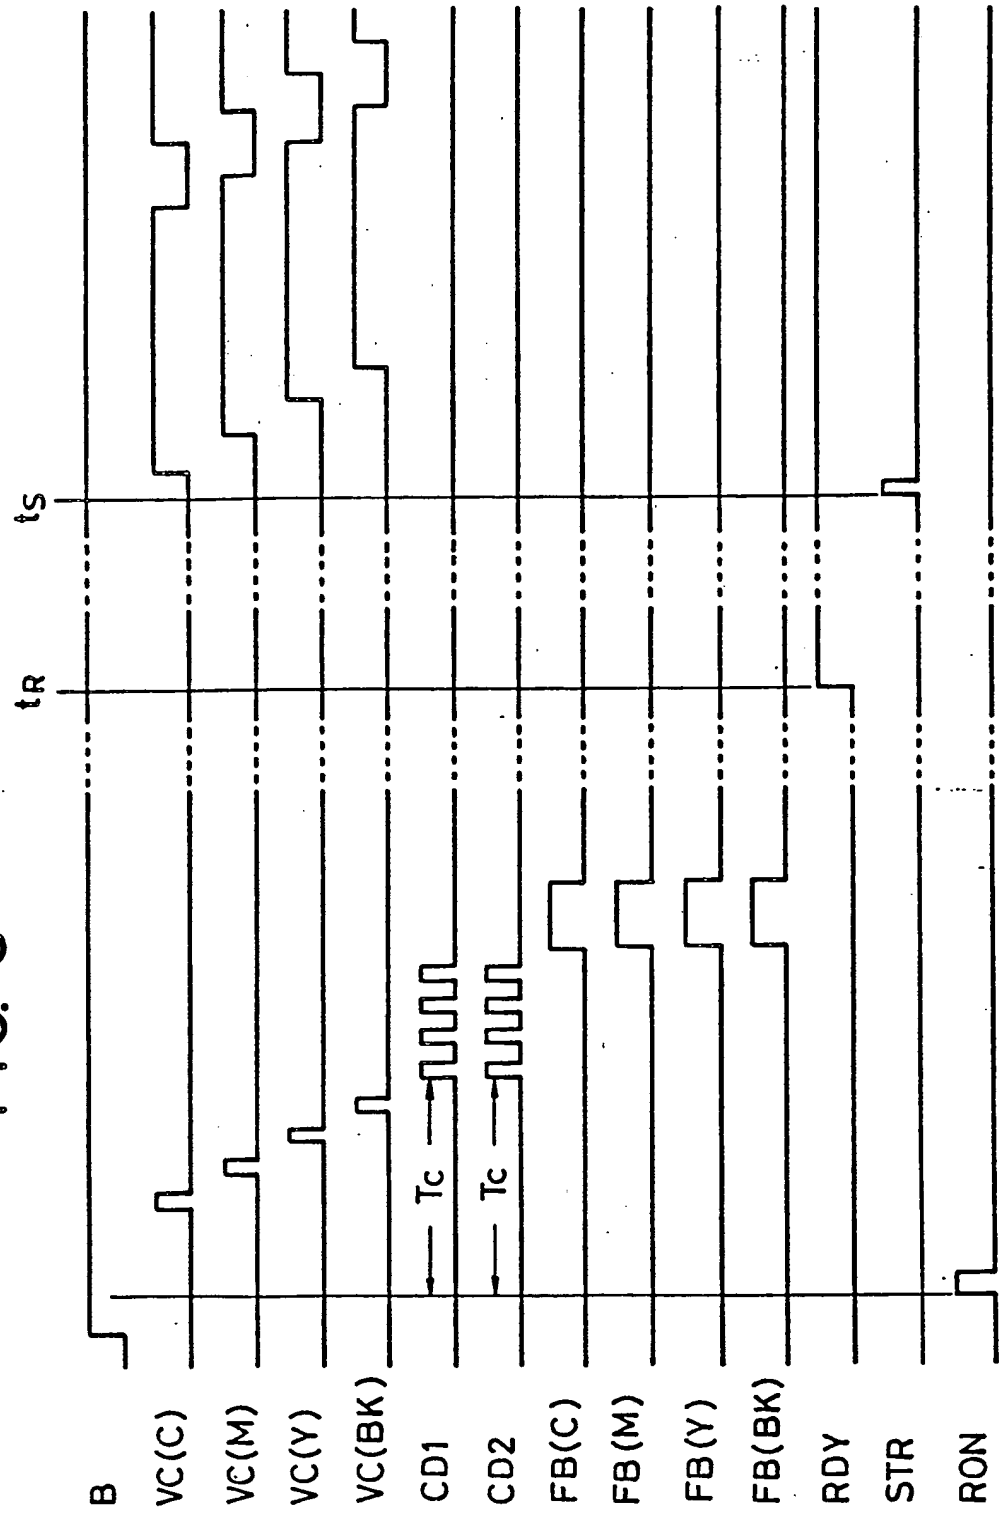 tR
tS
B
VC(C)
VC(M)
VC(Y)
VC(BK)
CD1
Tc
CD2
Tc
FB(C)
FB(M)
FB(Y)
FB(BK)
RDY
STR
RON